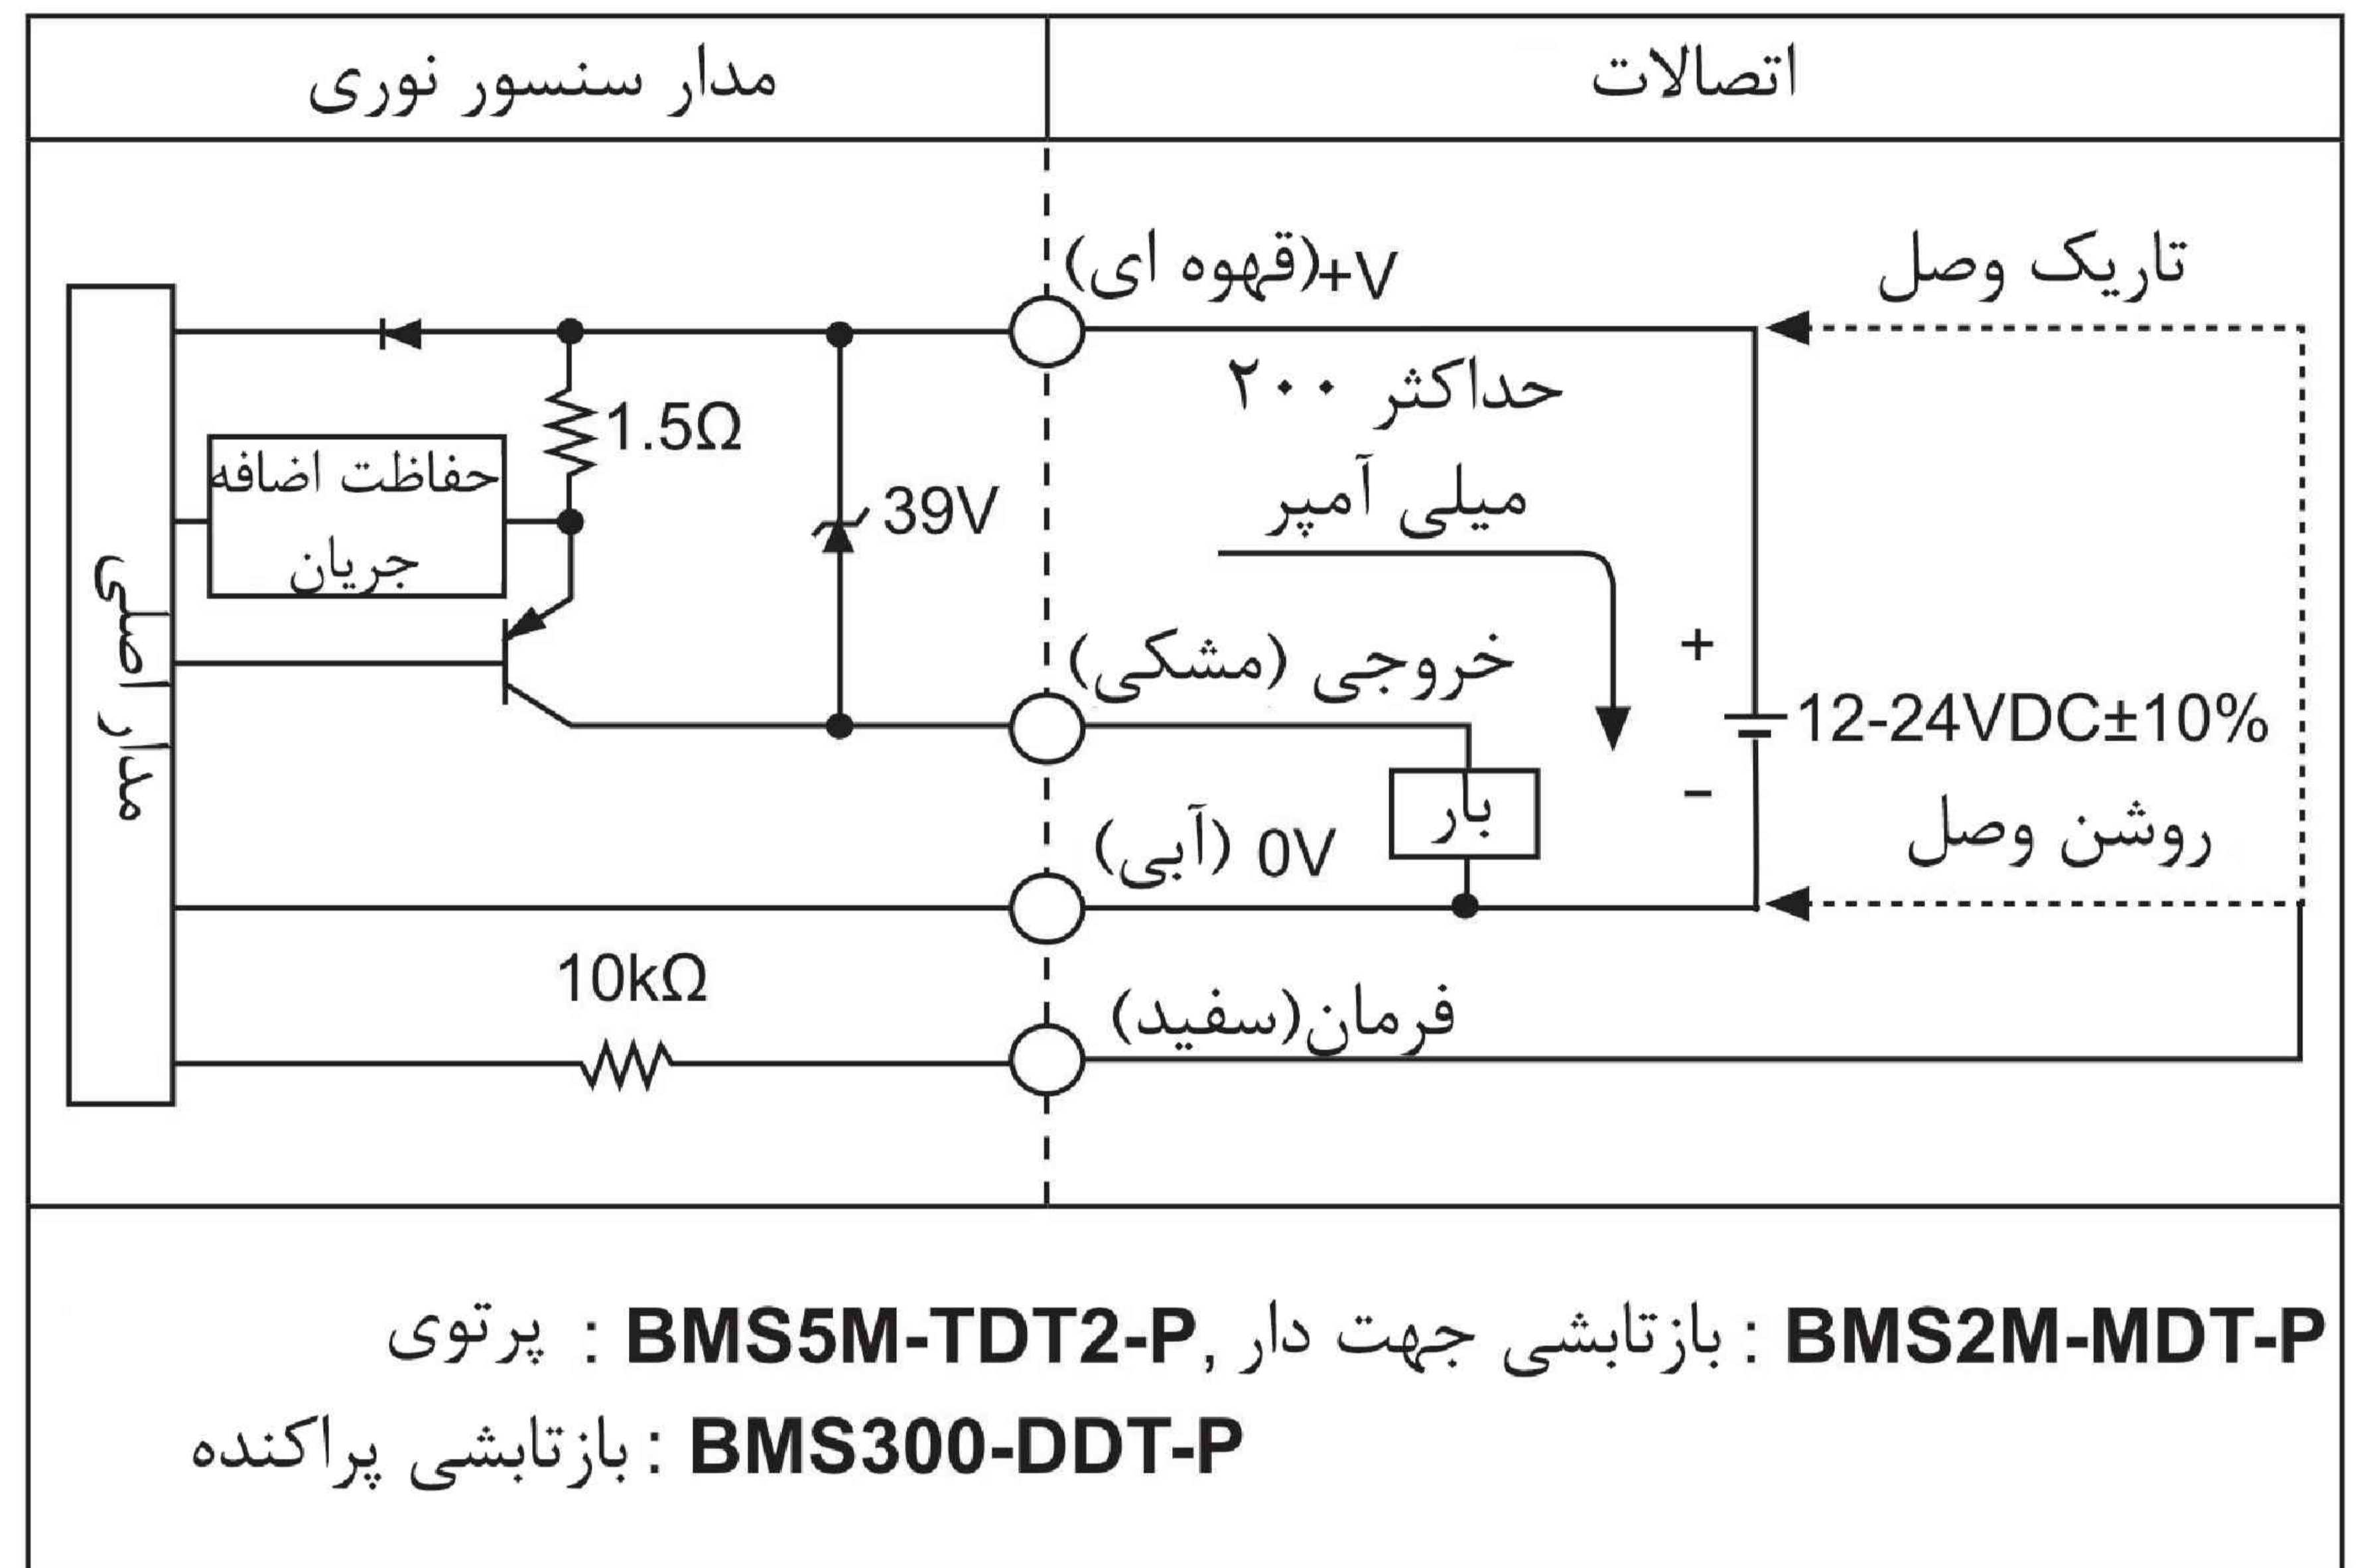 اتصالات
مدار سنسور نوری
(قهوه ای)+V
تاریک وصل
حداکثر ۲۰۰
میلی آمپر
1.5Ω
حفاظت اضافه
جریان
39V
مدار اصلی
خروجی (مشکی)
+
12-24VDC±10%
–
بار
روشن وصل
(آبی) 0V
10kΩ
فرمان(سفید)
BMS2M-MDT-P : بازتابشی جهت دار ,BMS5M-TDT2-P : پرتوی
BMS300-DDT-P : بازتابشی پراکنده